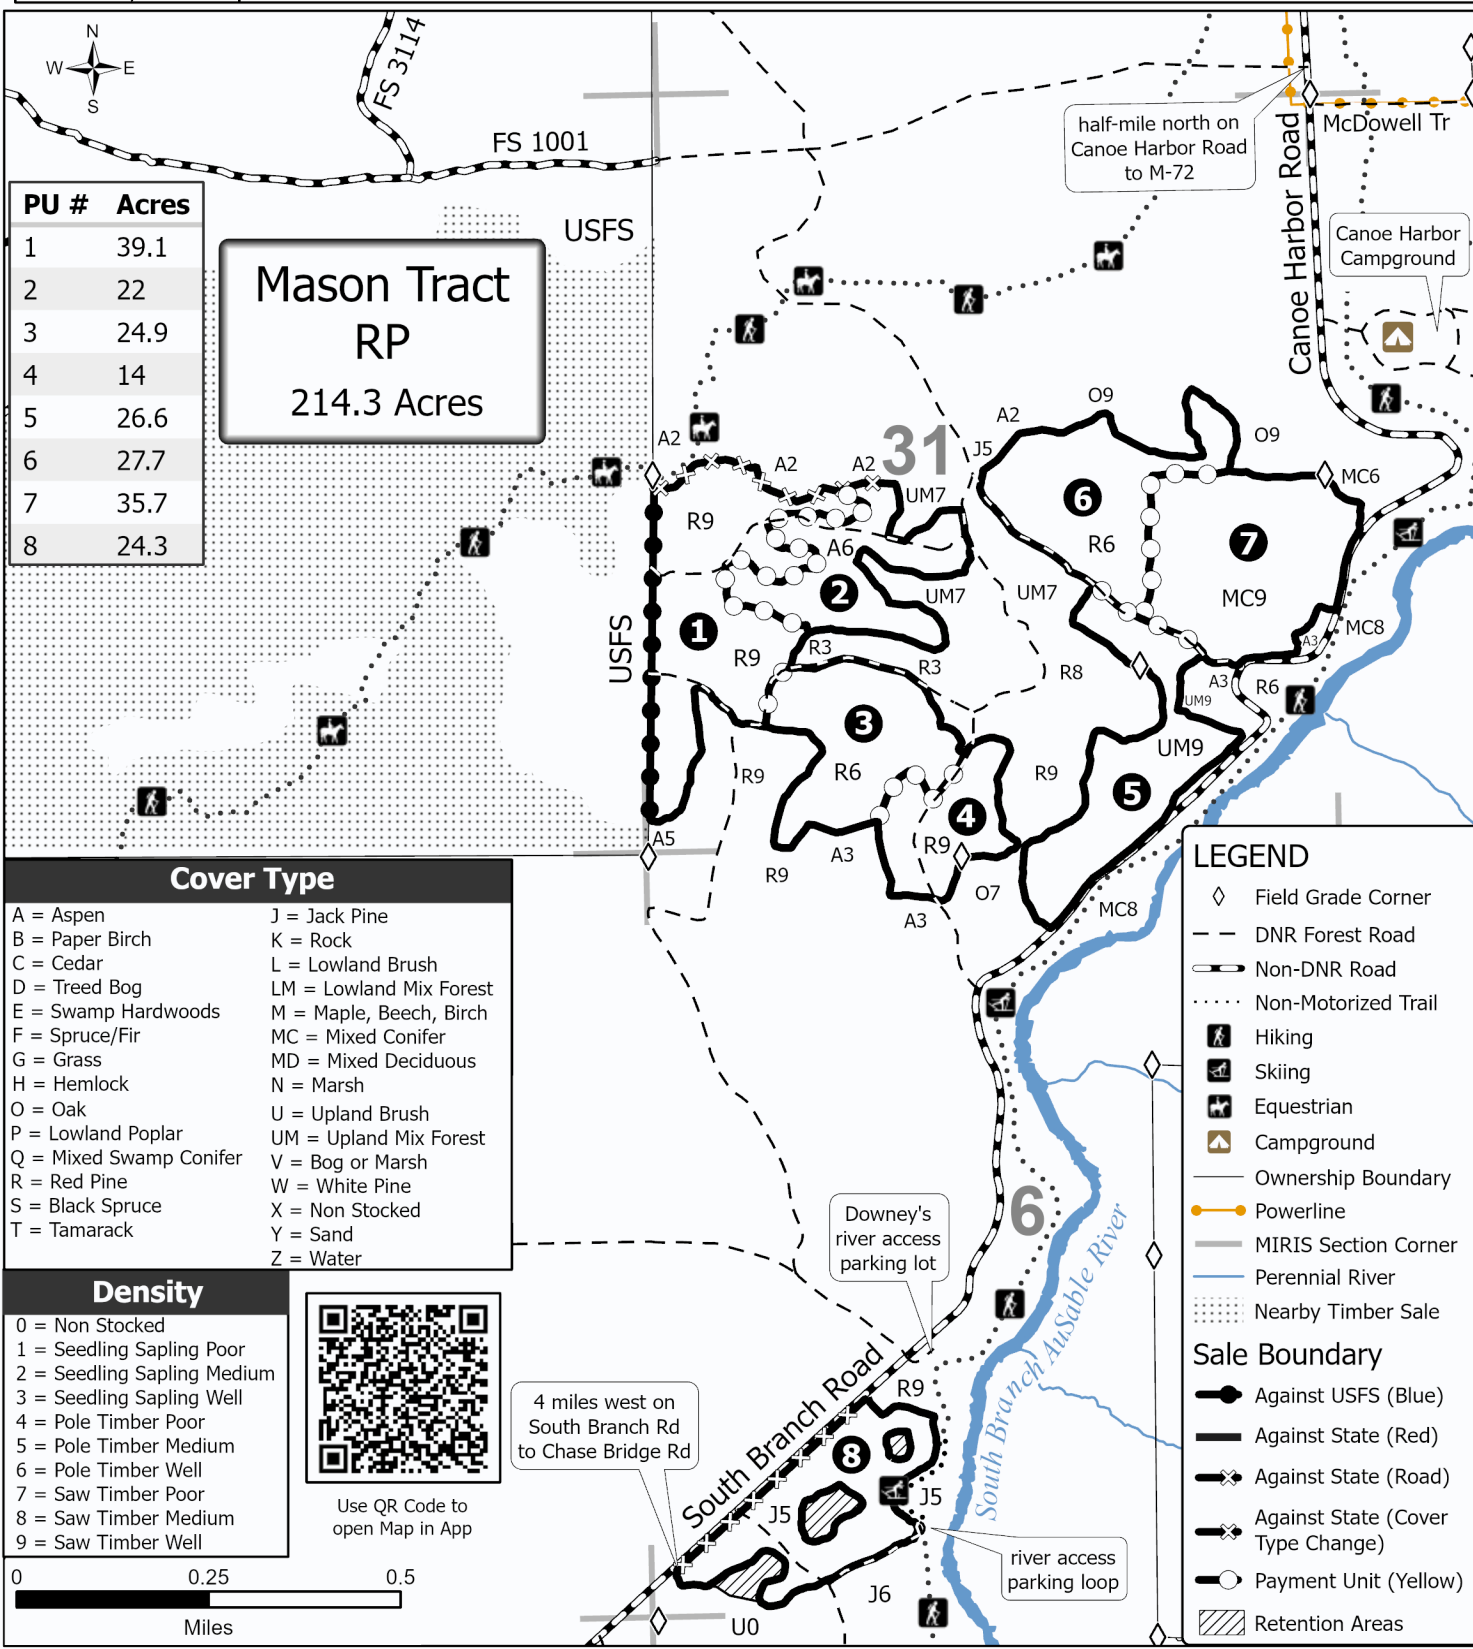 N
W E
S
FS 3114
FS 1001
USFS
half-mile north on
Canoe Harbor Road
to M-72
McDowell Tr
Canoe Harbor Road
Canoe Harbor
Campground
PU # Acres
1 39.1
2 22
3 24.9
4 14
5 26.6
6 27.7
7 35.7
8 24.3
Mason Tract
RP
214.3 Acres
31
A2
A2
A2
UM7
J5
A2
O9
O9
MC6
R9
A6
6
R6
7
MC9
2
UM7
UM7
1
USFS
R9
R3
R3
R8
A3
MC8
A3
R6
UM9
UM9
3
R6
R9
R9
5
4
R9
A5
A3
R9
O7
A3
MC8
Cover Type
A = Aspen
B = Paper Birch
C = Cedar
D = Treed Bog
E = Swamp Hardwoods
F = Spruce/Fir
G = Grass
H = Hemlock
O = Oak
P = Lowland Poplar
Q = Mixed Swamp Conifer
R = Red Pine
S = Black Spruce
T = Tamarack
J = Jack Pine
K = Rock
L = Lowland Brush
LM = Lowland Mix Forest
M = Maple, Beech, Birch
MC = Mixed Conifer
MD = Mixed Deciduous
N = Marsh
U = Upland Brush
UM = Upland Mix Forest
V = Bog or Marsh
W = White Pine
X = Non Stocked
Y = Sand
Z = Water
Density
0 = Non Stocked
1 = Seedling Sapling Poor
2 = Seedling Sapling Medium
3 = Seedling Sapling Well
4 = Pole Timber Poor
5 = Pole Timber Medium
6 = Pole Timber Well
7 = Saw Timber Poor
8 = Saw Timber Medium
9 = Saw Timber Well
Use QR Code to
open Map in App
0 0.25 0.5
Miles
6
Downey's
river access
parking lot
South Branch AuSable River
South Branch Road
4 miles west on
South Branch Rd
to Chase Bridge Rd
R9
8
J5
J5
river access
parking loop
J6
U0
LEGEND
Field Grade Corner
DNR Forest Road
Non-DNR Road
Non-Motorized Trail
Hiking
Skiing
Equestrian
Campground
Ownership Boundary
Powerline
MIRIS Section Corner
Perennial River
Nearby Timber Sale
Sale Boundary
Against USFS (Blue)
Against State (Red)
Against State (Road)
Against State (Cover
Type Change)
Payment Unit (Yellow)
Retention Areas